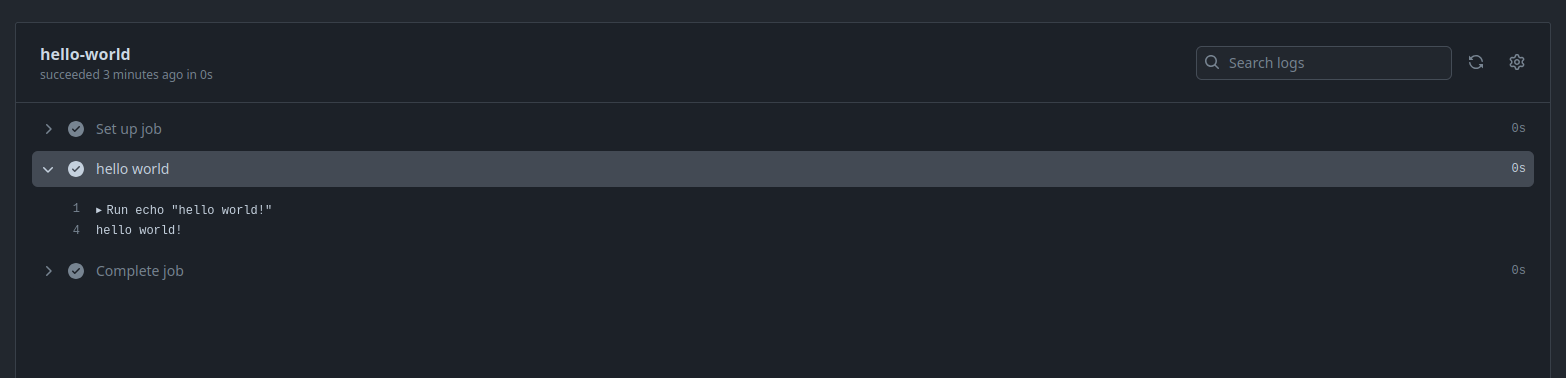 hello-world
succeeded 3 minutes ago in 0s
Search logs
Set up job 0s
hello world 0s
1 Run echo "hello world!"
4 hello world!
Complete job 0s